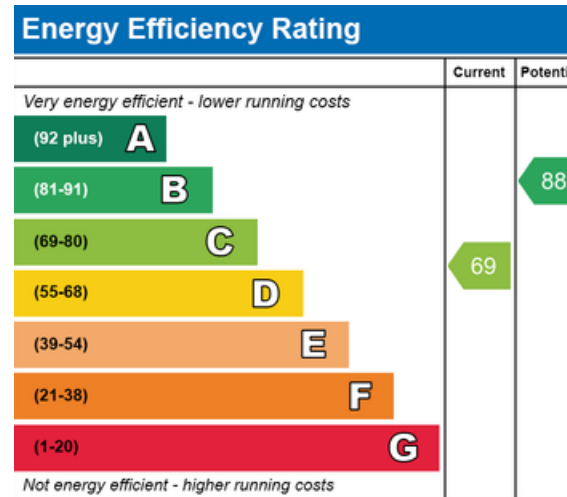 Energy Efficiency Rating
Current Potenti
Very energy efficient - lower running costs
(92 plus) A
(81-91) B
88
(69-80) C
69
(55-68) D
(39-54) E
(21-38) F
(1-20) G
Not energy efficient - higher running costs